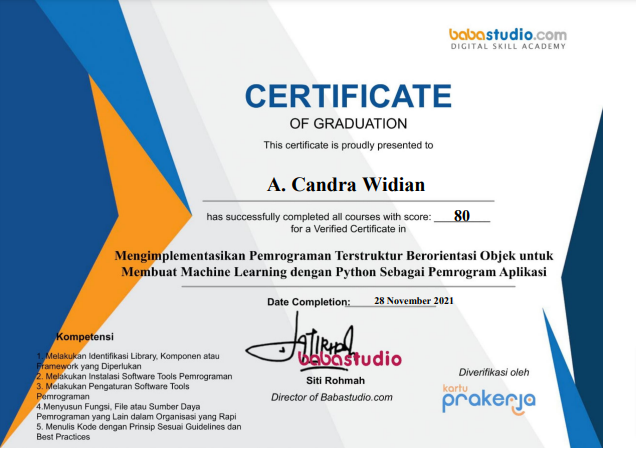 babastudio.com
DIGITAL SKILL ACADEMY
CERTIFICATE
OF GRADUATION
This certificate is proudly presented to
A. Candra Widian
has successfully completed all courses with score: 80
for a Verified Certificate in
Mengimplementasikan Pemrograman Terstruktur Berorientasi Objek untuk
Membuat Machine Learning dengan Python Sebagai Pemrogram Aplikasi
Date Completion: 28 November 2021
Kompetensi
1. Melakukan Identifikasi Library, Komponen atau
Framework yang Diperlukan
2. Melakukan Instalasi Software Tools Pemrograman
3. Melakukan Pengaturan Software Tools
Pemrograman
4.Menyusun Fungsi, File atau Sumber Daya
Pemrograman yang Lain dalam Organisasi yang Rapi
5. Menulis Kode dengan Prinsip Sesuai Guidelines dan
Best Practices
babastudio
Siti Rohmah
Director of Babastudio.com
Diverifikasi oleh
kartu
prakerja